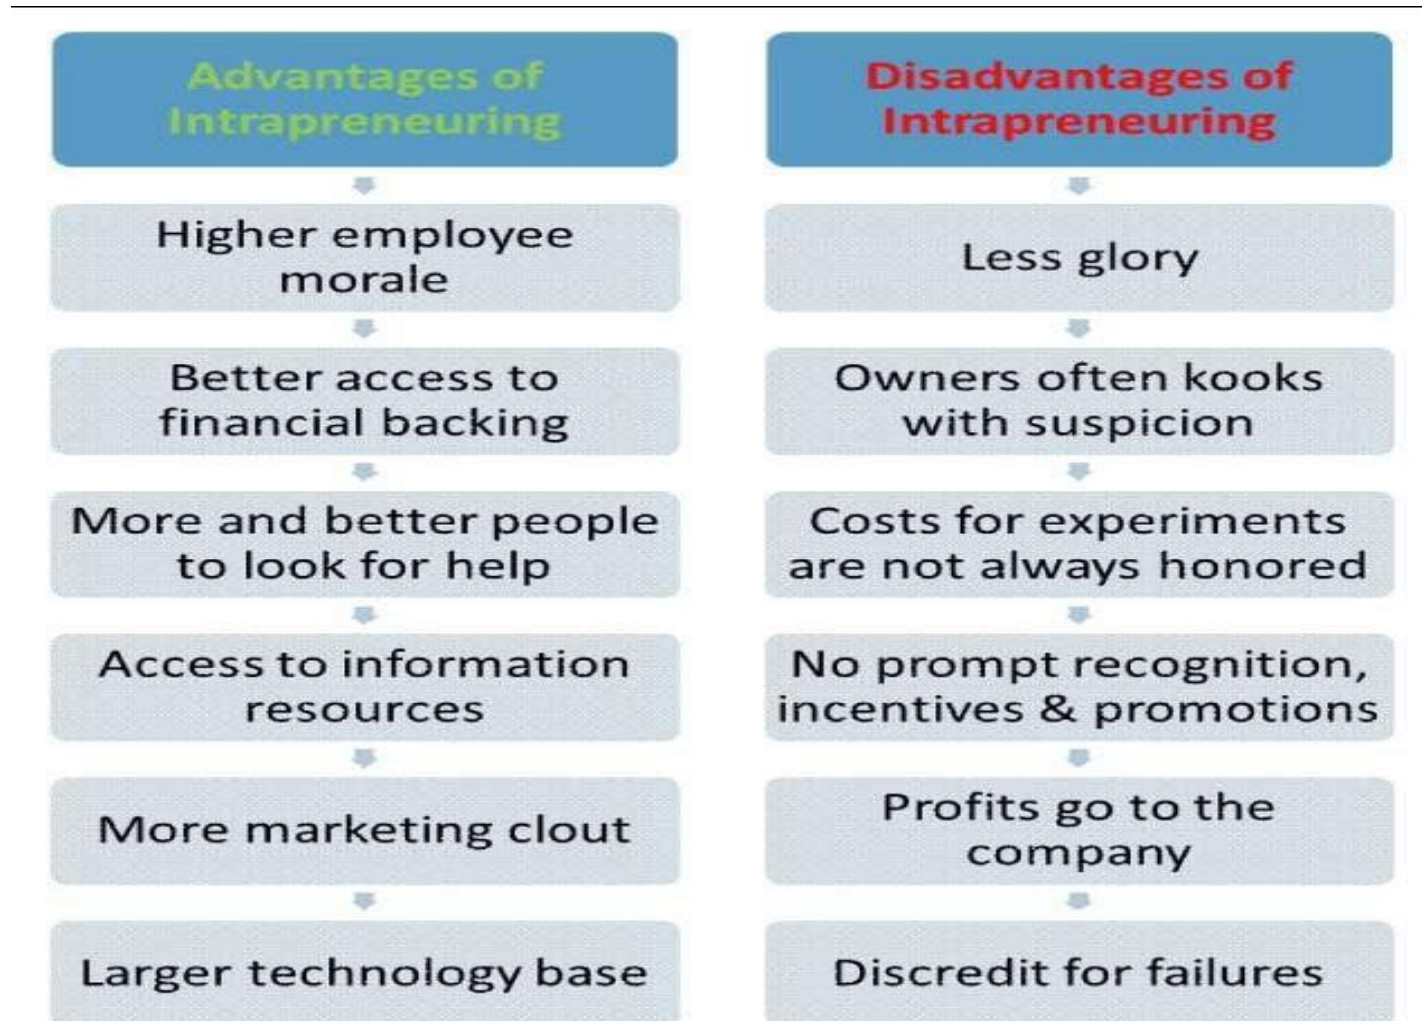 Advantages of
Intrapreneuring
Higher employee
morale
Better access to
financial backing
More and better people
to look for help
Access to information
resources
More marketing clout
Larger technology base
Disadvantages of
Intrapreneuring
Less glory
Owners often kooks
with suspicion
Costs for experiments
are not always honored
No prompt recognition,
incentives & promotions
Profits go to the
company
Discredit for failures